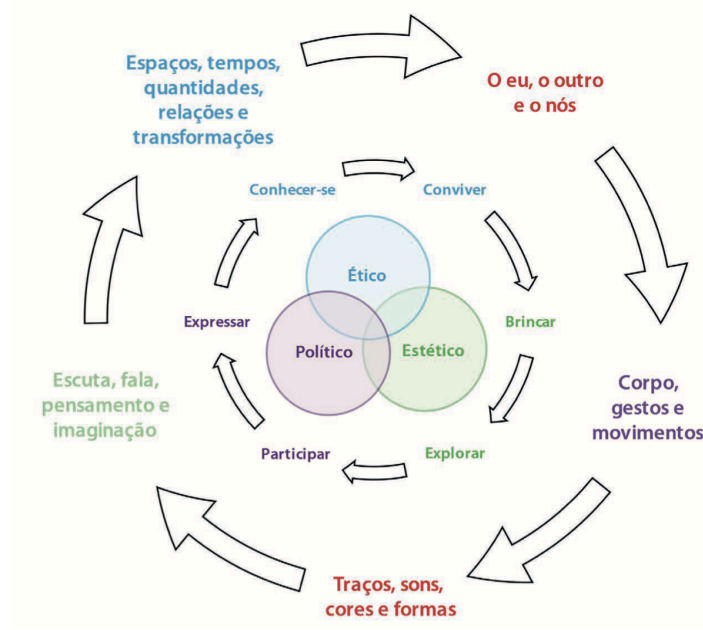 Espaços, tempos,
quantidades,
relações e
transformações
O eu, o outro
e o nós
Conhecer-se
Conviver
Ético
Expressar
Brincar
Político
Estético
Escuta, fala,
pensamento e
imaginação
Corpo,
gestos e
movimentos
Participar
Explorar
Traços, sons,
cores e formas